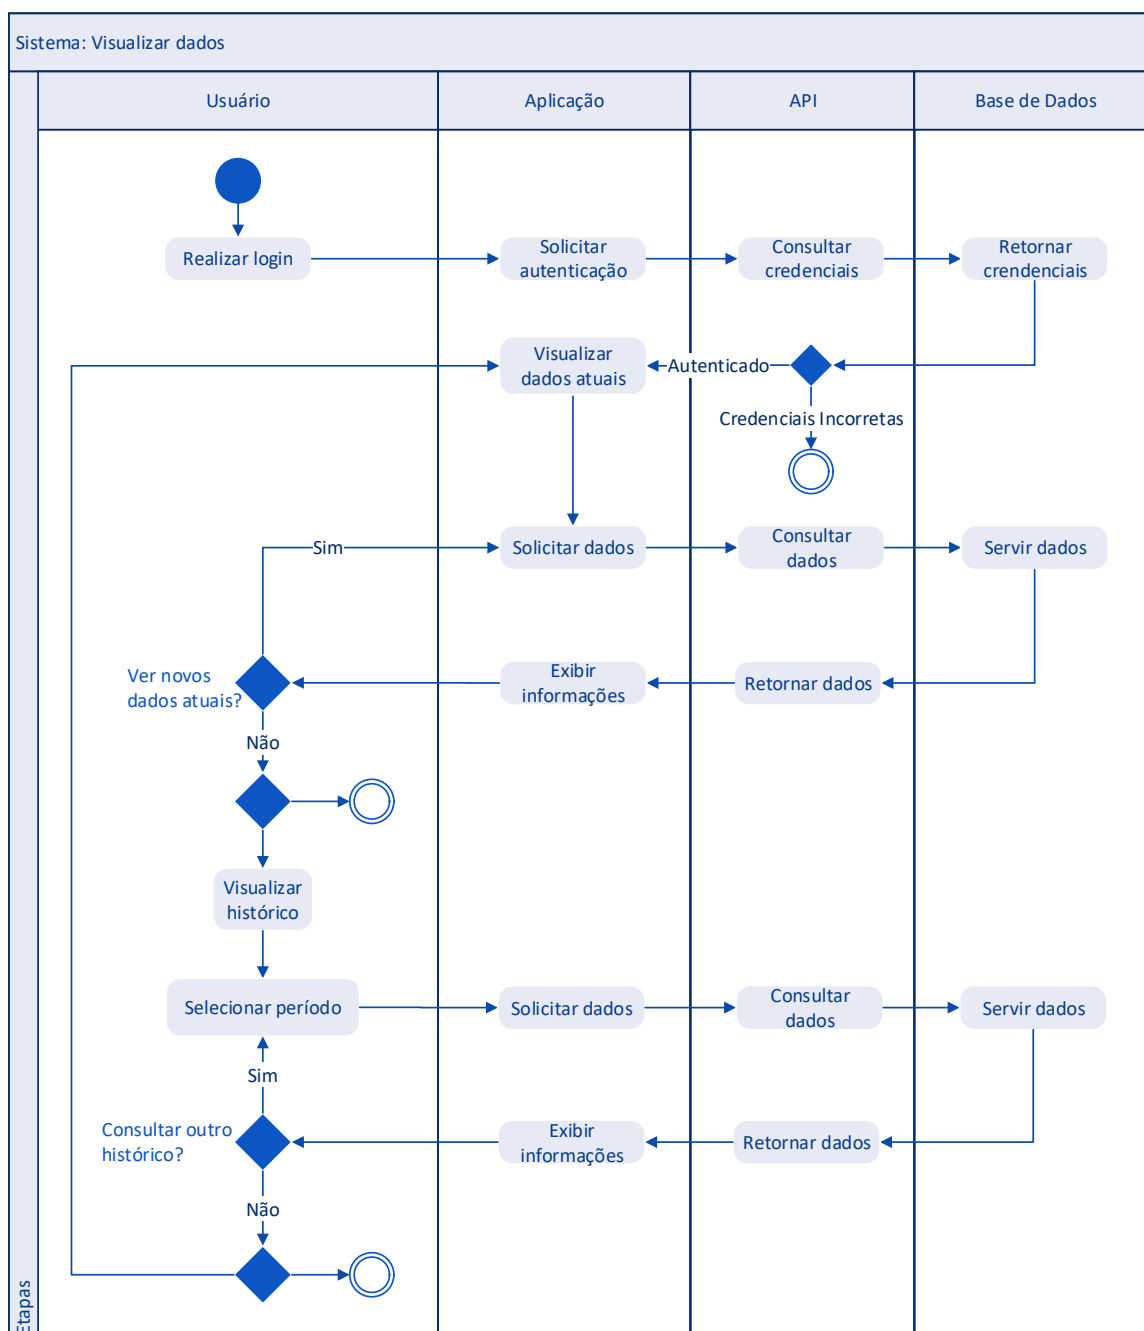 Sistema: Visualizar dados
Usuário
Aplicação
API
Base de Dados
Realizar login
Solicitar
autenticação
Consultar
credenciais
Retornar
crendenciais
Visualizar
dados atuais
Autenticado
Credenciais Incorretas
Sim
Solicitar dados
Consultar
dados
Servir dados
Ver novos
dados atuais?
Exibir
informações
Retornar dados
Não
Visualizar
histórico
Selecionar período
Solicitar dados
Consultar
dados
Servir dados
Sim
Consultar outro
histórico?
Exibir
informações
Retornar dados
Não
Etapas